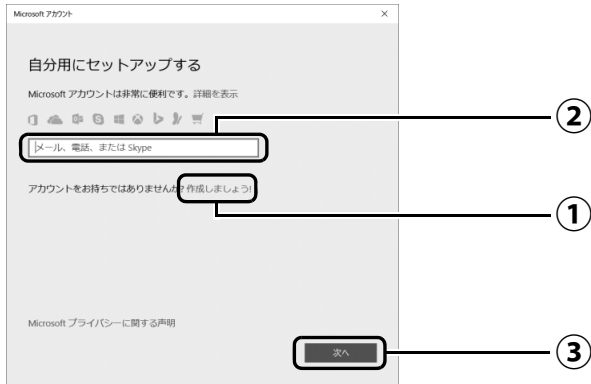 Microsoft アカウント
自分用にセットアップする
Microsoft アカウントは非常に便利です。詳細を表示
②
メール、電話、または Skype
アカウントをお持ちではありませんか? 作成しましょう!
①
Microsoft プライバシーに関する声明
次へ
③